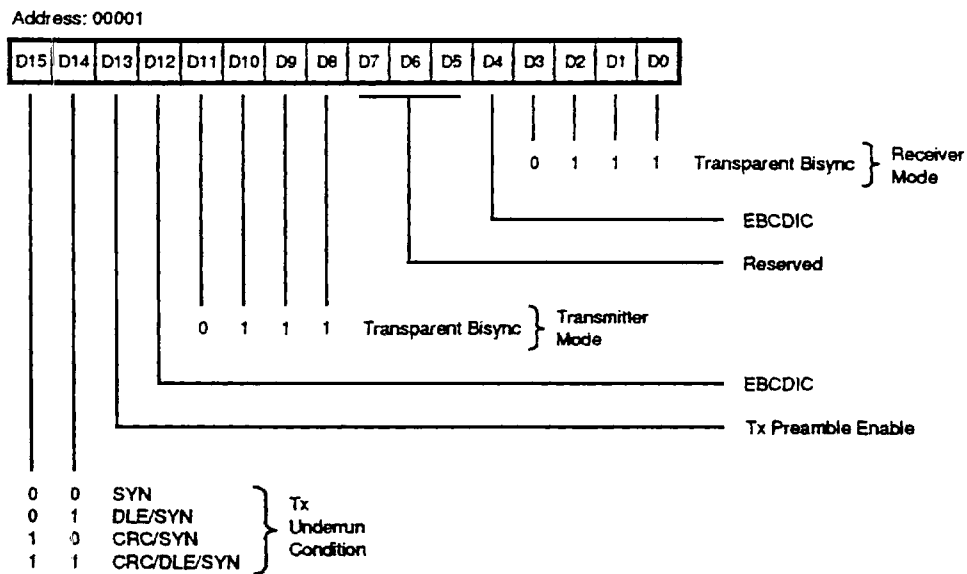 Address: 00001
D15 D14 D13 D12 D11 D10 D9 D8 D7 D6 D5 D4 D3 D2 D1 D0
0 1 1 1 Transparent Bisync } Receiver
Mode
EBCDIC
Reserved
0 1 1 1 Transparent Bisync } Transmitter
Mode
EBCDIC
Tx Preamble Enable
0 0 SYN
0 1 DLE/SYN
1 0 CRC/SYN
1 1 CRC/DLE/SYN
Tx
Underrun
Condition